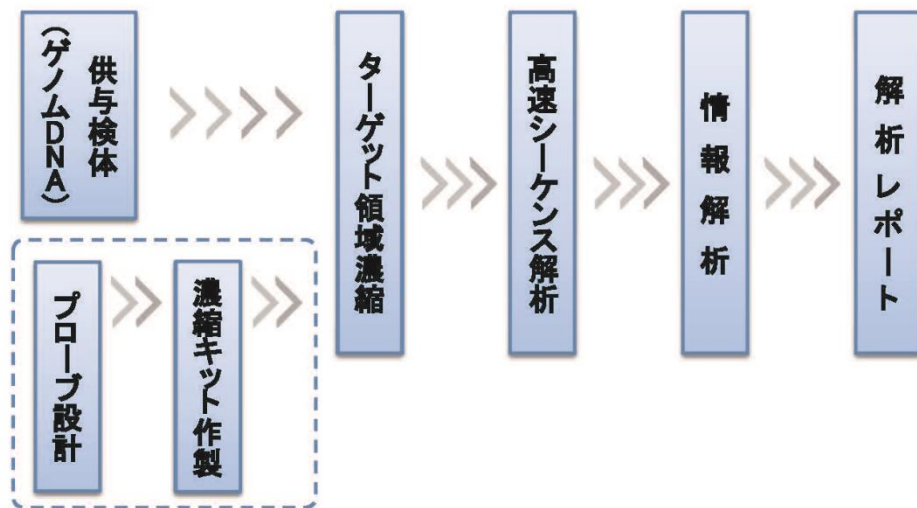 供与検体
（ゲノムDNA）
プローブ設計
濃縮キット作製
ターゲット領域濃縮
高速シーケンス解析
情報解析
解析レポート